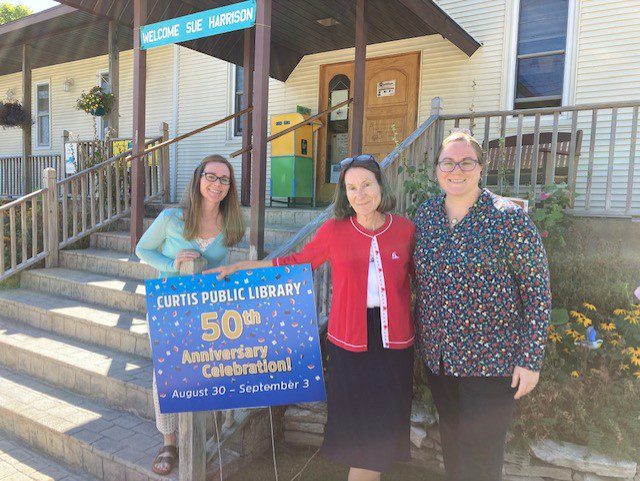 WELCOME SUE HARRISON
CURTIS PUBLIC LIBRARY
50th
Anniversary
Celebration!
August 30 - September 3